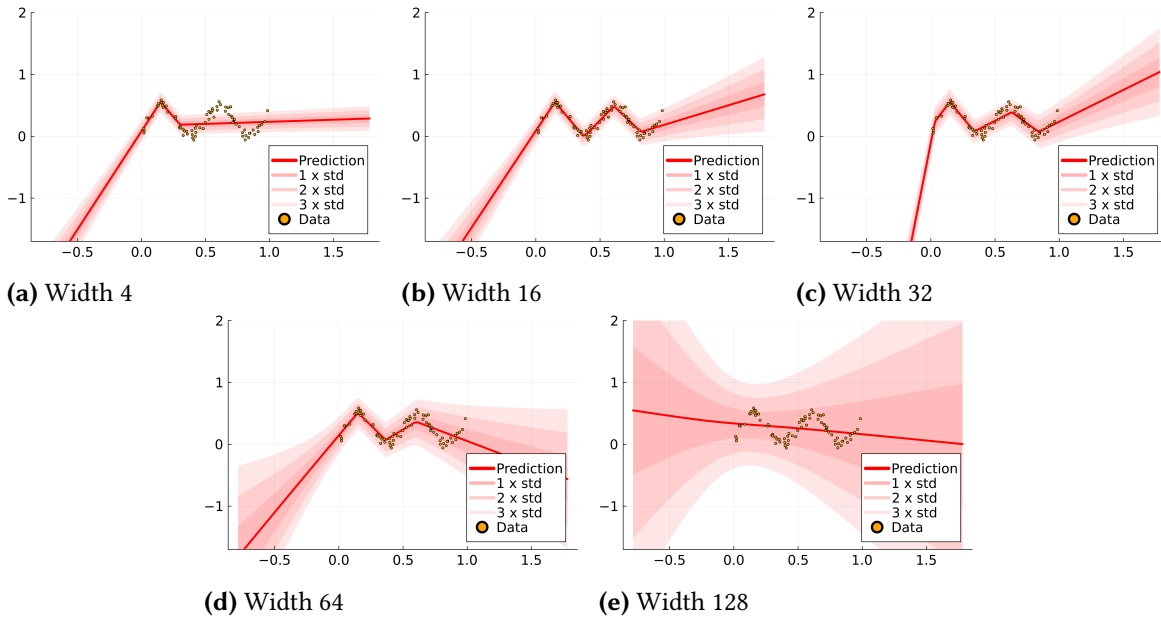 2
1
0
−1
−0.5 0.0 0.5 1.0 1.5
Prediction
1 x std
2 x std
3 x std
Data
(a) Width 4
2
1
0
−1
−0.5 0.0 0.5 1.0 1.5
Prediction
1 x std
2 x std
3 x std
Data
(b) Width 16
2
1
0
−1
−0.5 0.0 0.5 1.0 1.5
Prediction
1 x std
2 x std
3 x std
Data
(c) Width 32
2
1
0
−1
−0.5 0.0 0.5 1.0 1.5
Prediction
1 x std
2 x std
3 x std
Data
(d) Width 64
2
1
0
−1
−0.5 0.0 0.5 1.0 1.5
Prediction
1 x std
2 x std
3 x std
Data
(e) Width 128